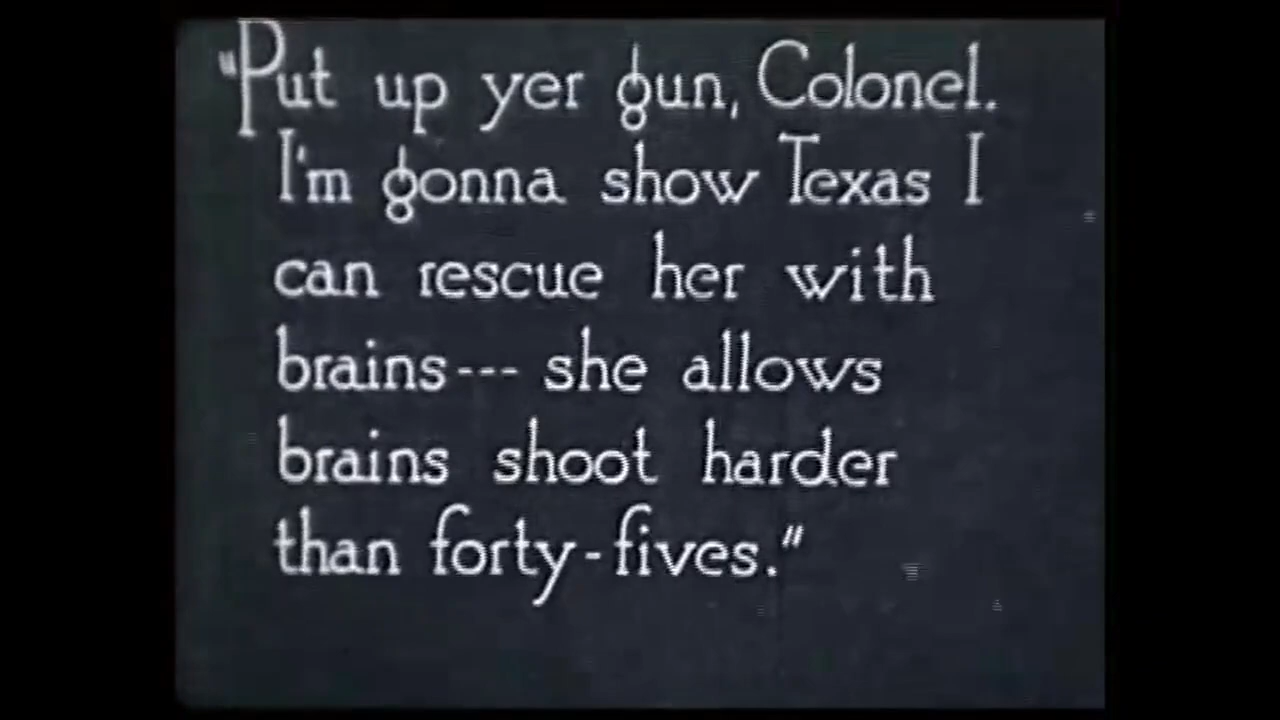 "Put up yer gun, Colonel.
I'm gonna show Texas I
can rescue her with
brains--- she allows
brains shoot harder
than forty-fives."